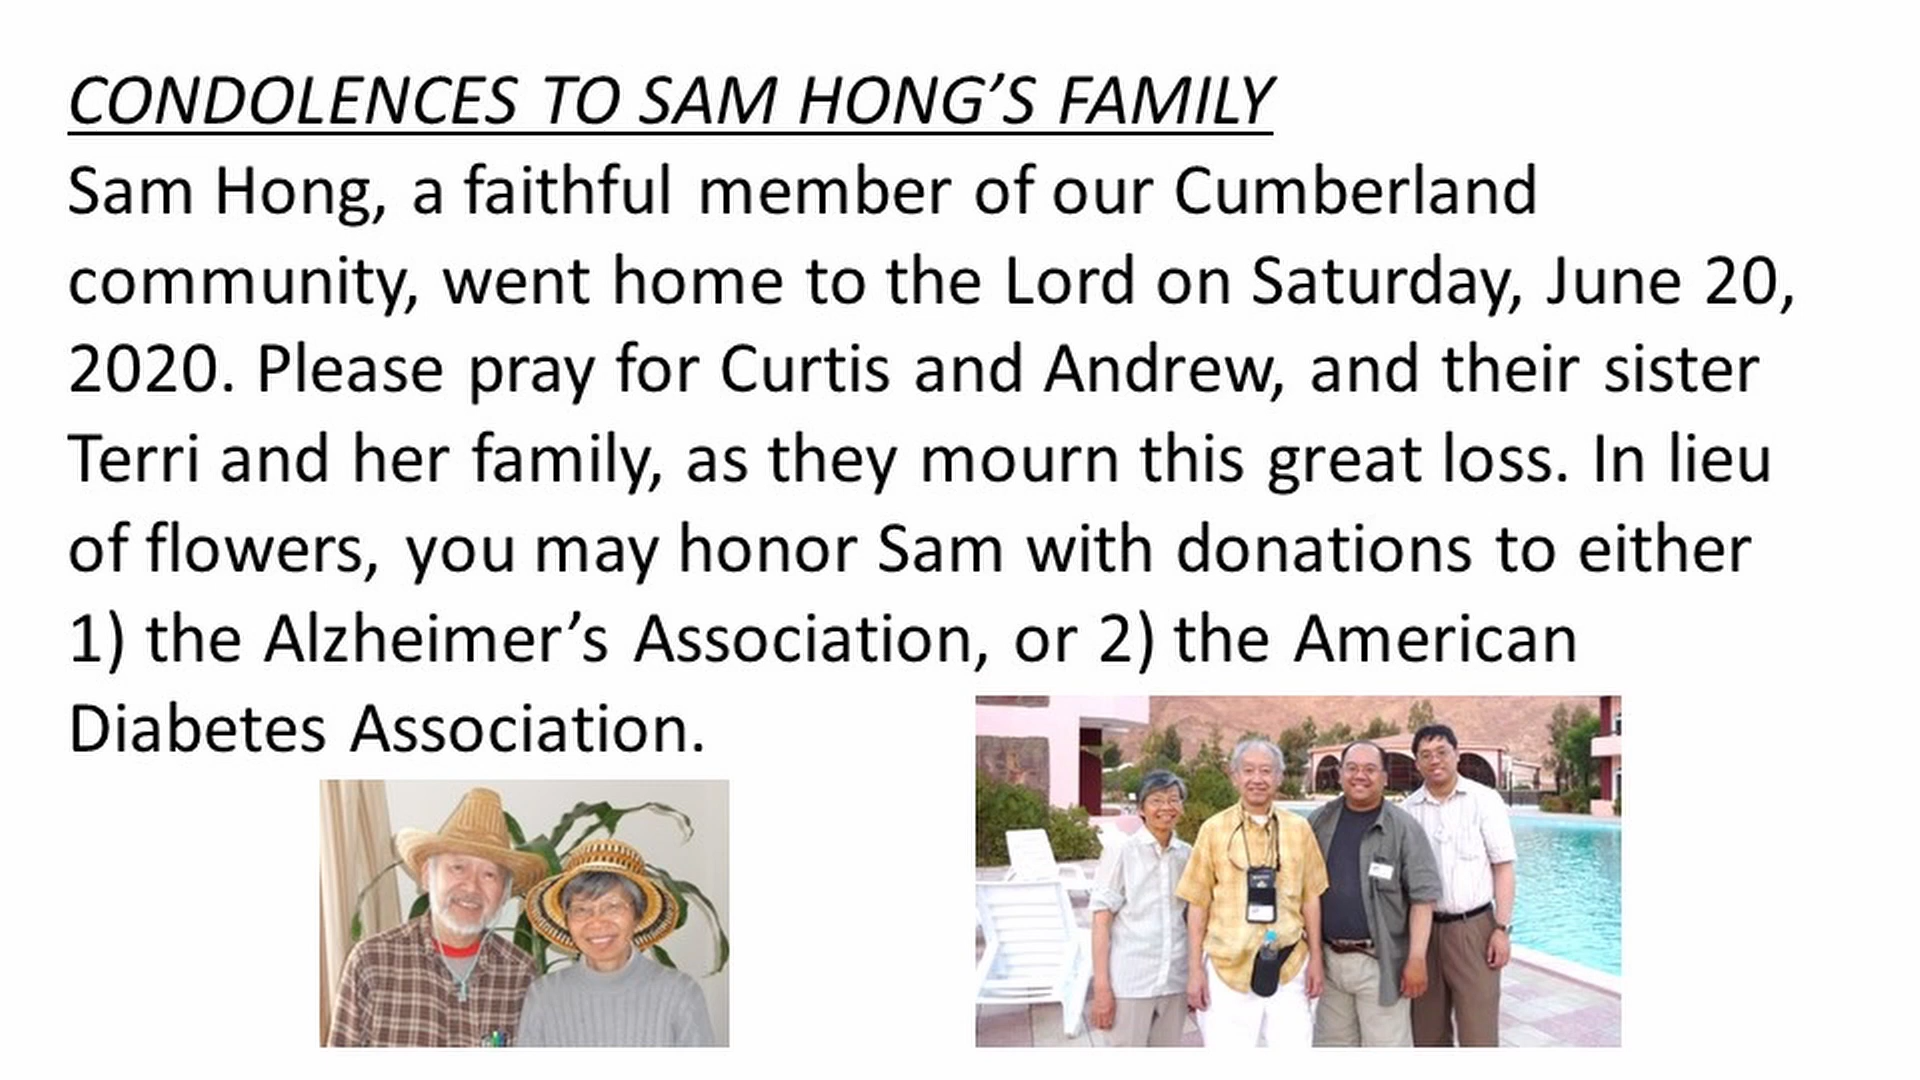 CONDOLENCES TO SAM HONG’S FAMILY
Sam Hong, a faithful member of our Cumberland
community, went home to the Lord on Saturday, June 20,
2020. Please pray for Curtis and Andrew, and their sister
Terri and her family, as they mourn this great loss. In lieu
of flowers, you may honor Sam with donations to either
1) the Alzheimer’s Association, or 2) the American
Diabetes Association.